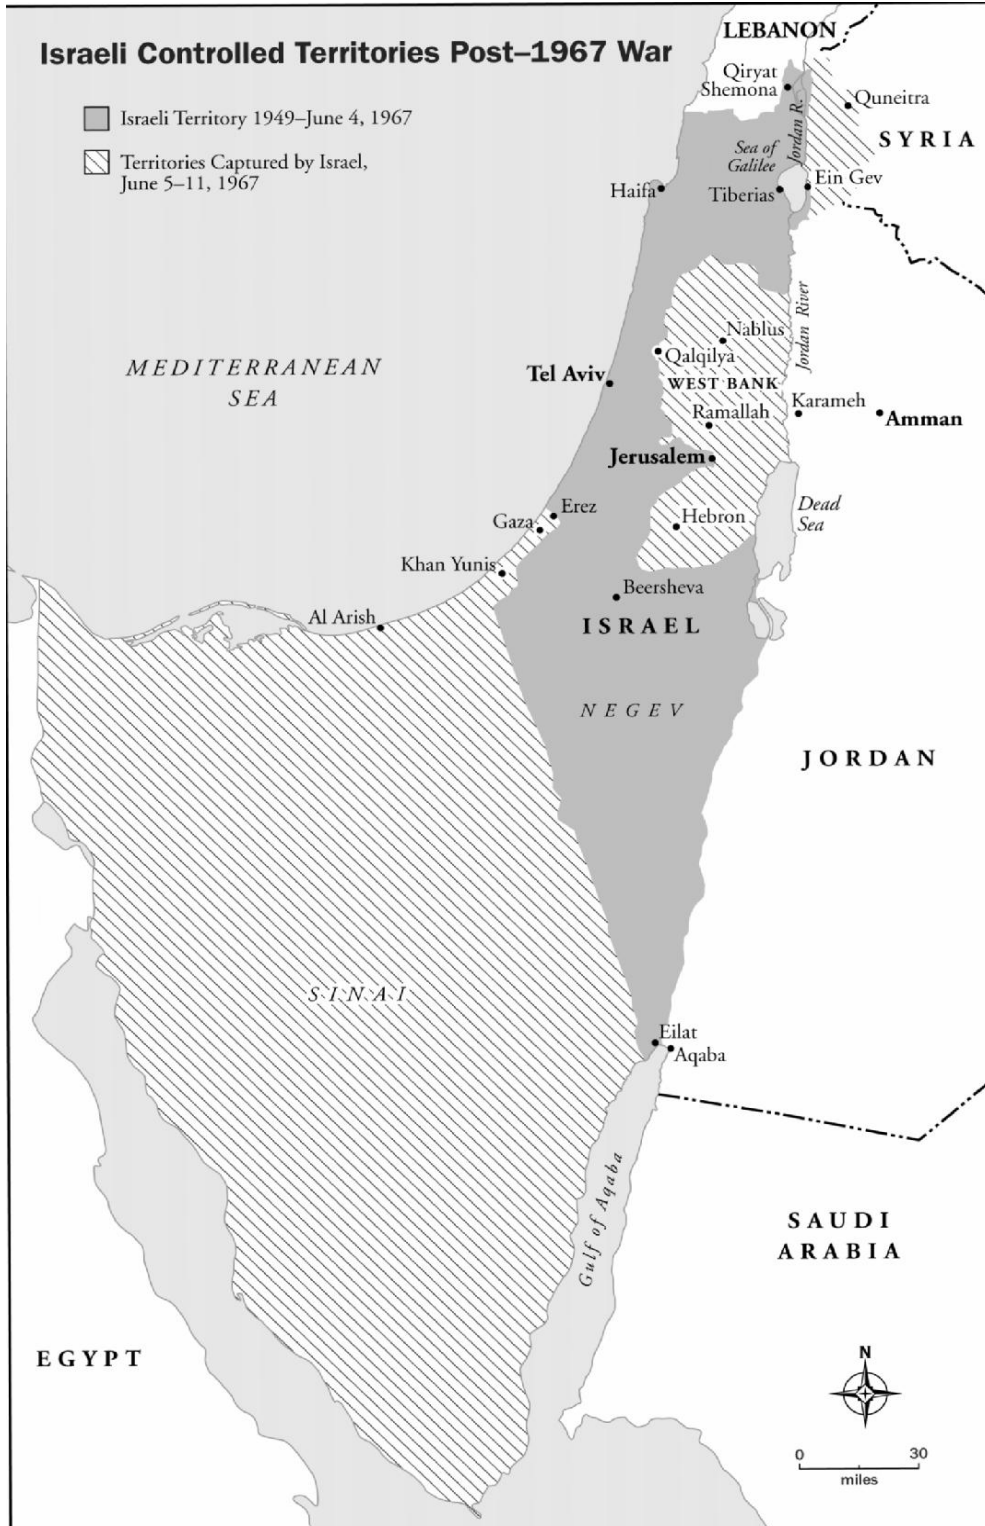 Israeli Controlled Territories Post–1967 War
Israeli Territory 1949–June 4, 1967
Territories Captured by Israel,
June 5–11, 1967
LEBANON
Qiryat
Shemona
Jordan R.
Quneitra
SYRIA
Sea of
Galilee
Haifa
Tiberias
Ein Gev
MEDITERRANEAN
SEA
Nablus
Jordan River
Qalqilya
Tel Aviv
WEST BANK
Karameh
Amman
Ramallah
Jerusalem
Dead
Sea
Erez
Gaza
Hebron
Khan Yunis
Beersheva
Al Arish
ISRAEL
NEGEV
JORDAN
SINAI
Eilat
Aqaba
Gulf of Aqaba
SAUDI
ARABIA
EGYPT
N
0 30
miles